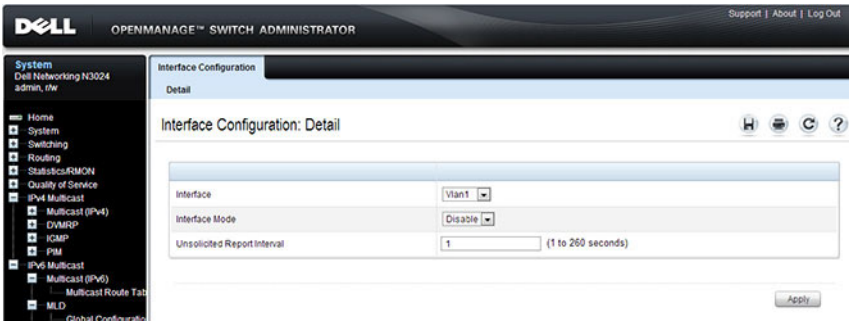 Support | About | Log Out
DELL OPENMANAGE™ SWITCH ADMINISTRATOR
System
Dell Networking N3024
admin, r/w
Home
System
Switching
Routing
Statistics/RMON
Quality of Service
IPv4 Multicast
Multicast (IPv4)
DVMRP
IGMP
PIM
IPv6 Multicast
Multicast (IPv6)
Multicast Route Tab
MLD
Global Configuratio
Interface Configuration
Detail
Interface Configuration: Detail
Interface Vlan1
Interface Mode Disable
Unsolicited Report Interval 1 (1 to 260 seconds)
Apply